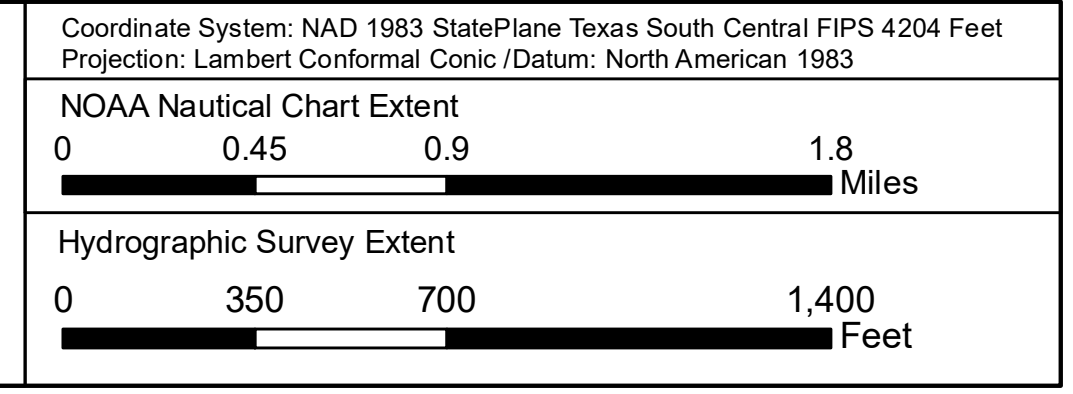 Coordinate System: NAD 1983 StatePlane Texas South Central FIPS 4204 Feet
Projection: Lambert Conformal Conic /Datum: North American 1983
NOAA Nautical Chart Extent
0 0.45 0.9 1.8
Miles
Hydrographic Survey Extent
0 350 700 1,400
Feet